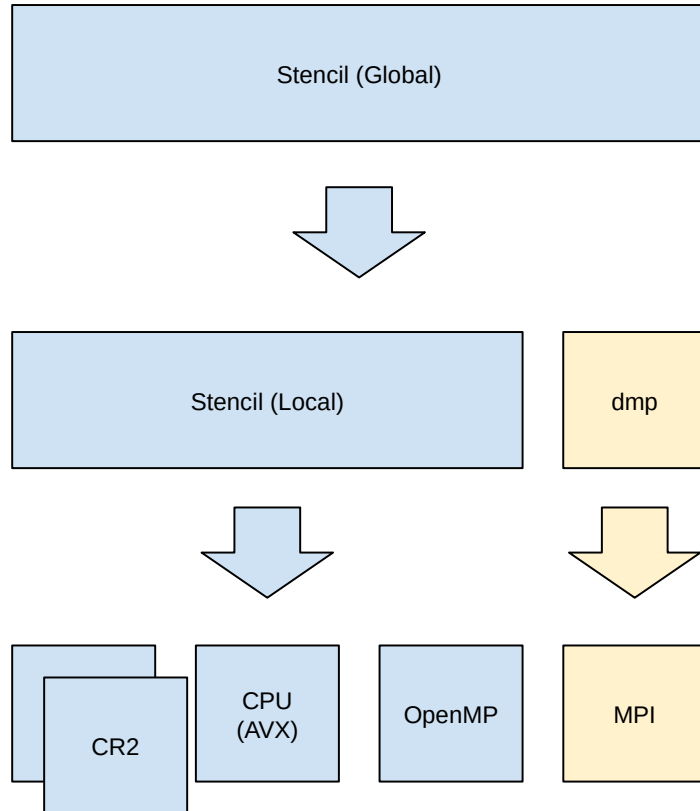 Stencil (Global)
Stencil (Local)
dmp
CR2
CPU
(AVX)
OpenMP
MPI